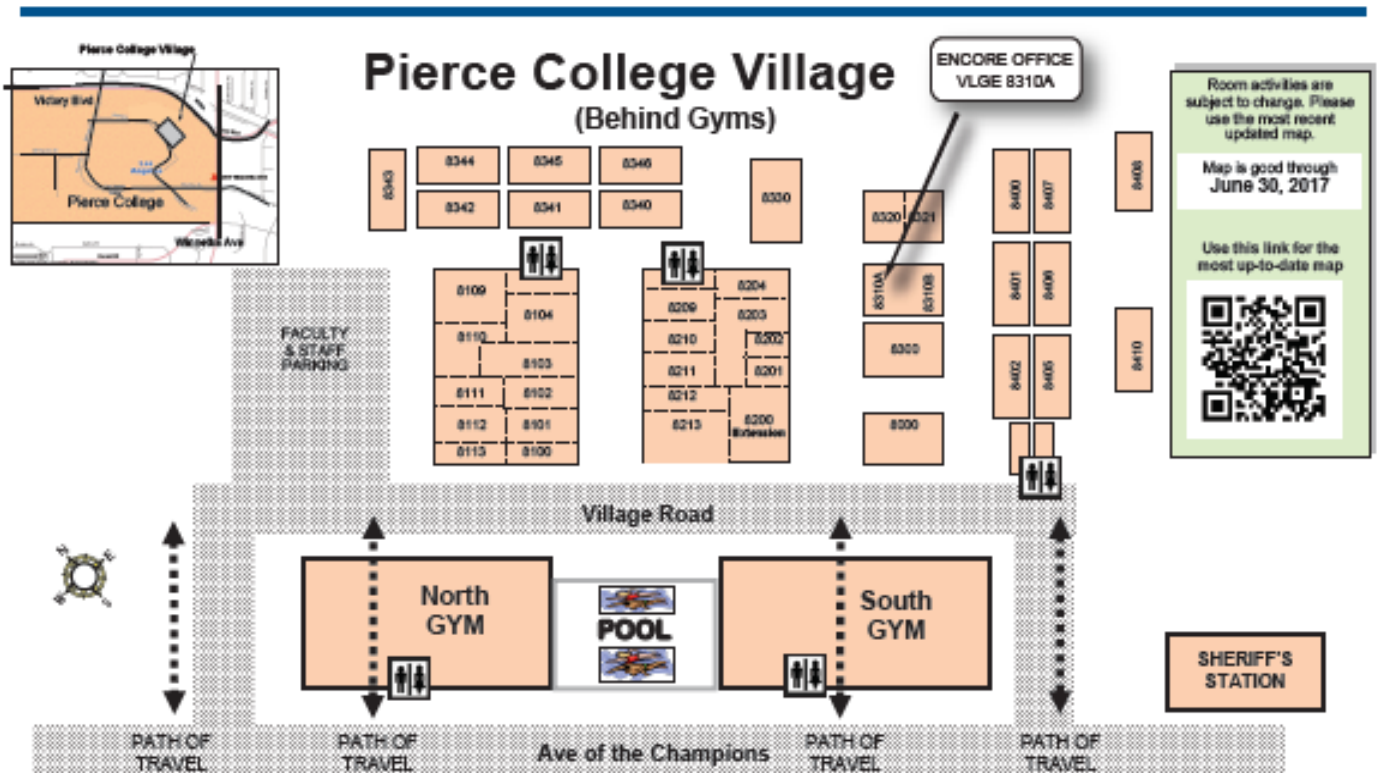 Pierce College Village
Victory Blvd
Pierce College
Winnetka Ave
Pierce College Village
(Behind Gyms)
ENCORE OFFICE
VLGE 8310A
Room activities are
subject to change. Please
use the most recent
updated map.
Map is good through
June 30, 2017
Use this link for the
most up-to-date map
8343
8344
8345
8346
8342
8341
8340
8330
8320
8321
8310A
8310B
8300
8400
8407
8401
8406
8402
8405
8408
8410
FACULTY
& STAFF
PARKING
8109
8104
8110
8103
8111
8102
8112
8101
8113
8100
8204
8209
8203
8210
8202
8211
8201
8212
8213
8200
Extension
Village Road
North
GYM
POOL
South
GYM
SHERIFF'S
STATION
PATH OF
TRAVEL
PATH OF
TRAVEL
Ave of the Champions
PATH OF
TRAVEL
PATH OF
TRAVEL